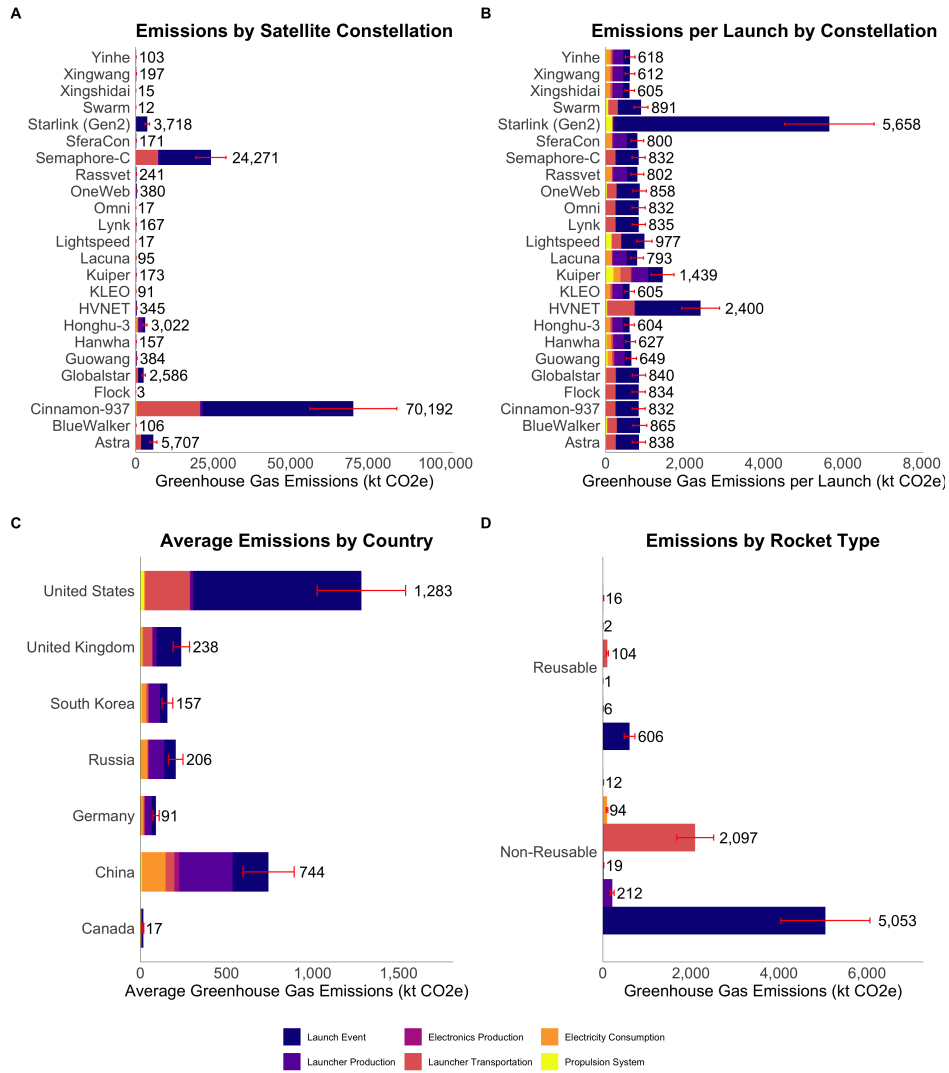 A
Emissions by Satellite Constellation
Yinhe 103
Xingwang 197
Xingshidai 15
Swarm 12
Starlink (Gen2) 3,718
SferaCon 171
Semaphore-C 24,271
Rassvet 241
OneWeb 380
Omni 17
Lynk 167
Lightspeed 17
Lacuna 95
Kuiper 173
KLEO 91
HVNET 345
Honghu-3 3,022
Hanwha 157
Guowang 384
Globalstar 2,586
Flock 3
Cinnamon-937 70,192
BlueWalker 106
Astra 5,707
0 25,000 50,000 75,000 100,000
Greenhouse Gas Emissions (kt CO2e)
B
Emissions per Launch by Constellation
Yinhe 618
Xingwang 612
Xingshidai 605
Swarm 891
Starlink (Gen2) 5,658
SferaCon 800
Semaphore-C 832
Rassvet 802
OneWeb 858
Omni 832
Lynk 835
Lightspeed 977
Lacuna 793
Kuiper 1,439
KLEO 605
HVNET 2,400
Honghu-3 604
Hanwha 627
Guowang 649
Globalstar 840
Flock 834
Cinnamon-937 832
BlueWalker 865
Astra 838
0 2,000 4,000 6,000 8,000
Greenhouse Gas Emissions per Launch (kt CO2e)
C
Average Emissions by Country
United States 1,283
United Kingdom 238
South Korea 157
Russia 206
Germany 91
China 744
Canada 17
0 500 1,000 1,500
Average Greenhouse Gas Emissions (kt CO2e)
D
Emissions by Rocket Type
16
2
104
Reusable
1
6
606
12
94
2,097
Non-Reusable
19
212
5,053
0 2,000 4,000 6,000
Greenhouse Gas Emissions (kt CO2e)
Launch Event Electronics Production Electricity Consumption
Launcher Production Launcher Transportation Propulsion System